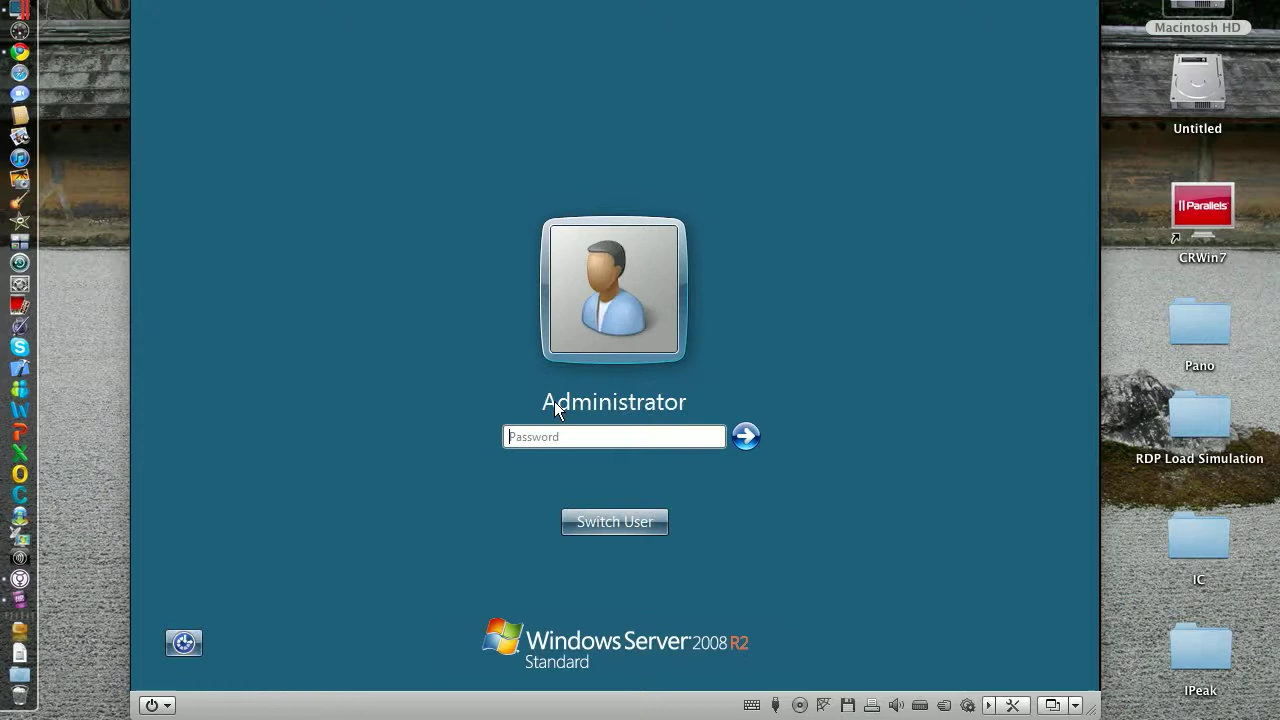 Macintosh HD
Untitled
Parallels
CRWin7
Pano
RDP Load Simulation
IC
IPeak
Administrator
Password
Switch User
Windows Server 2008 R2
Standard